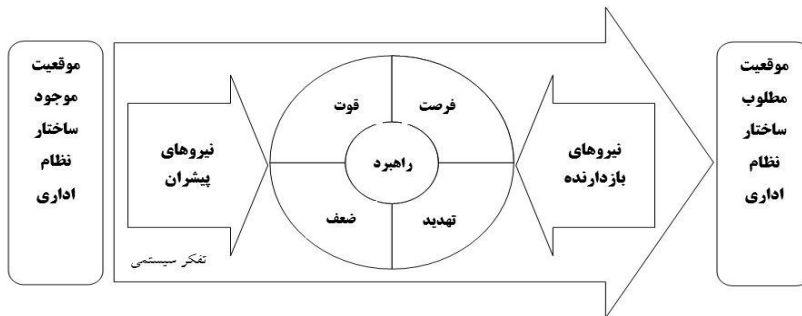 موقعیت
موجود
ساختار
نظام
اداری
نیروهای
پیشران
قوت
فرصت
راهبرد
ضعف
تهدید
نیروهای
بازدارنده
تفکر سیستمی
موقعیت
مطلوب
ساختار
نظام
اداری